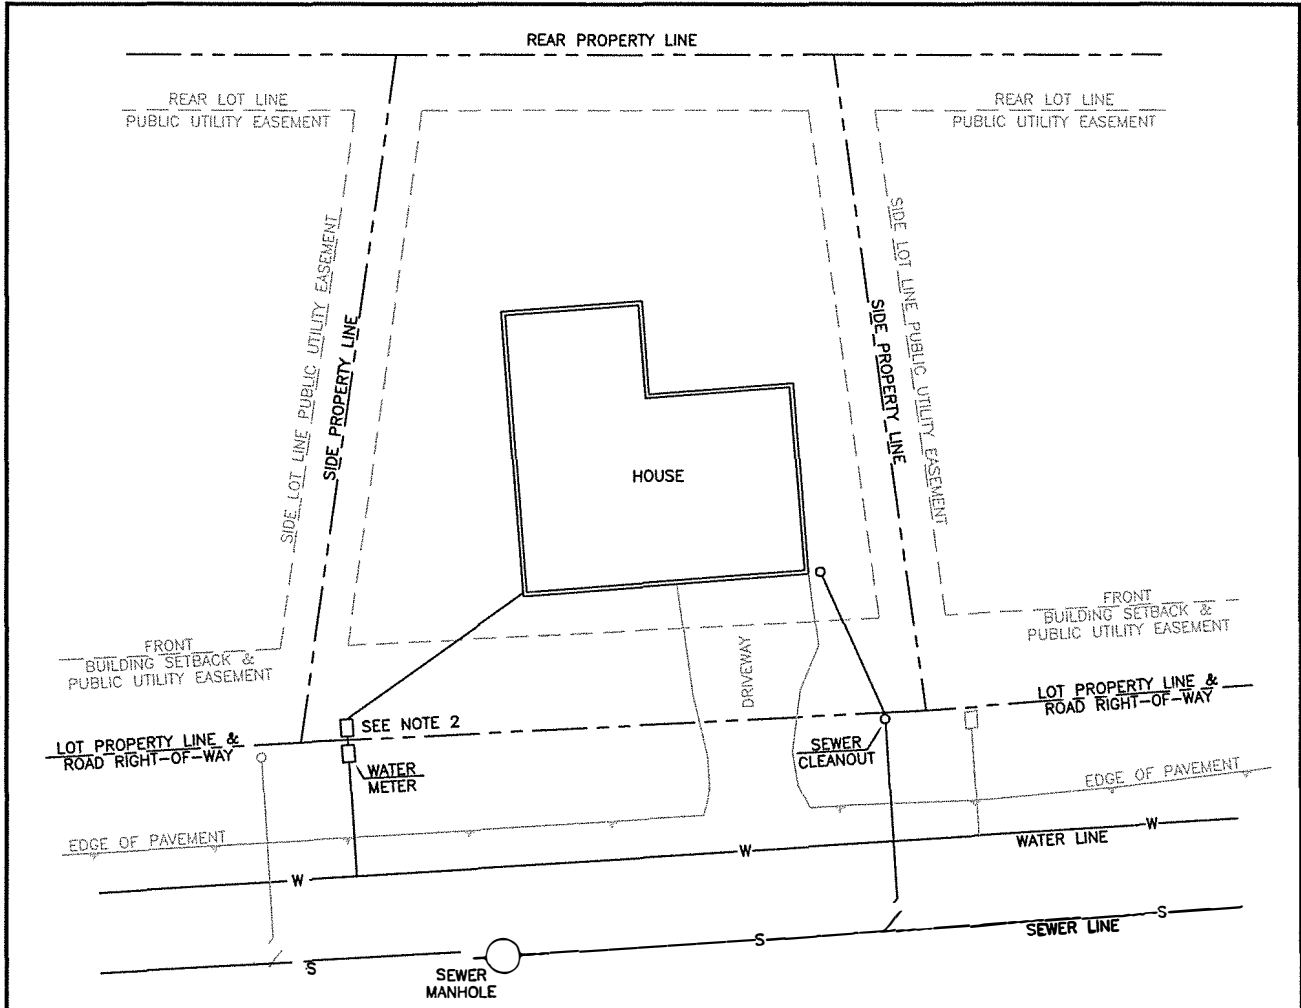 REAR PROPERTY LINE
REAR LOT LINE
PUBLIC UTILITY EASEMENT
REAR LOT LINE
PUBLIC UTILITY EASEMENT
SIDE LOT LINE PUBLIC UTILITY EASEMENT
SIDE PROPERTY LINE
SIDE PROPERTY LINE
SIDE LOT LINE PUBLIC UTILITY EASEMENT
HOUSE
FRONT
BUILDING SETBACK &
PUBLIC UTILITY EASEMENT
FRONT
BUILDING SETBACK &
PUBLIC UTILITY EASEMENT
DRIVEWAY
LOT PROPERTY LINE &
ROAD RIGHT-OF-WAY
SEE NOTE 2
LOT PROPERTY LINE &
ROAD RIGHT-OF-WAY
WATER
METER
SEWER
CLEANOUT
EDGE OF PAVEMENT
EDGE OF PAVEMENT
W
W
W
WATER LINE
S
S
S
SEWER LINE
SEWER
MANHOLE